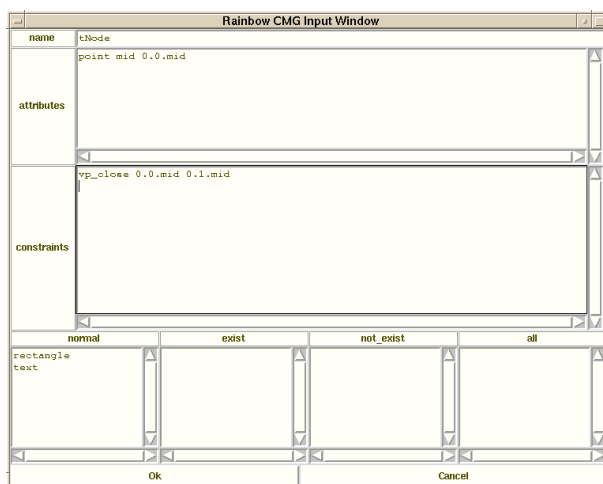 Rainbow CMG Input Window
name
tNode
attributes
point mid 0.0.mid
constraints
vp_close 0.0.mid 0.1.mid
normal exist not_exist all
rectangle
text
Ok Cancel